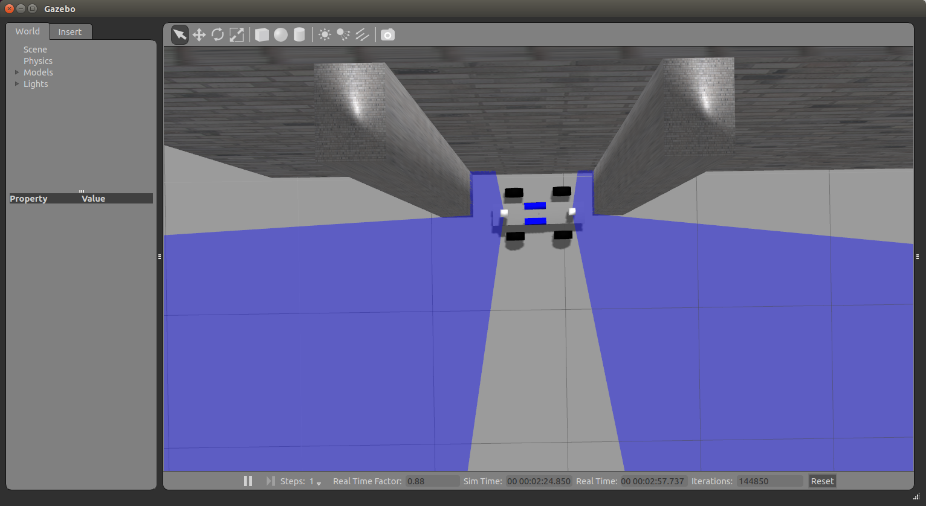 Gazebo
World Insert
Scene
Physics
Models
Lights
Property Value
Steps: 1 Real Time Factor: 0.88 Sim Time: 00 00:02:24.850 Real Time: 00 00:02:57.737 Iterations: 144850 Reset